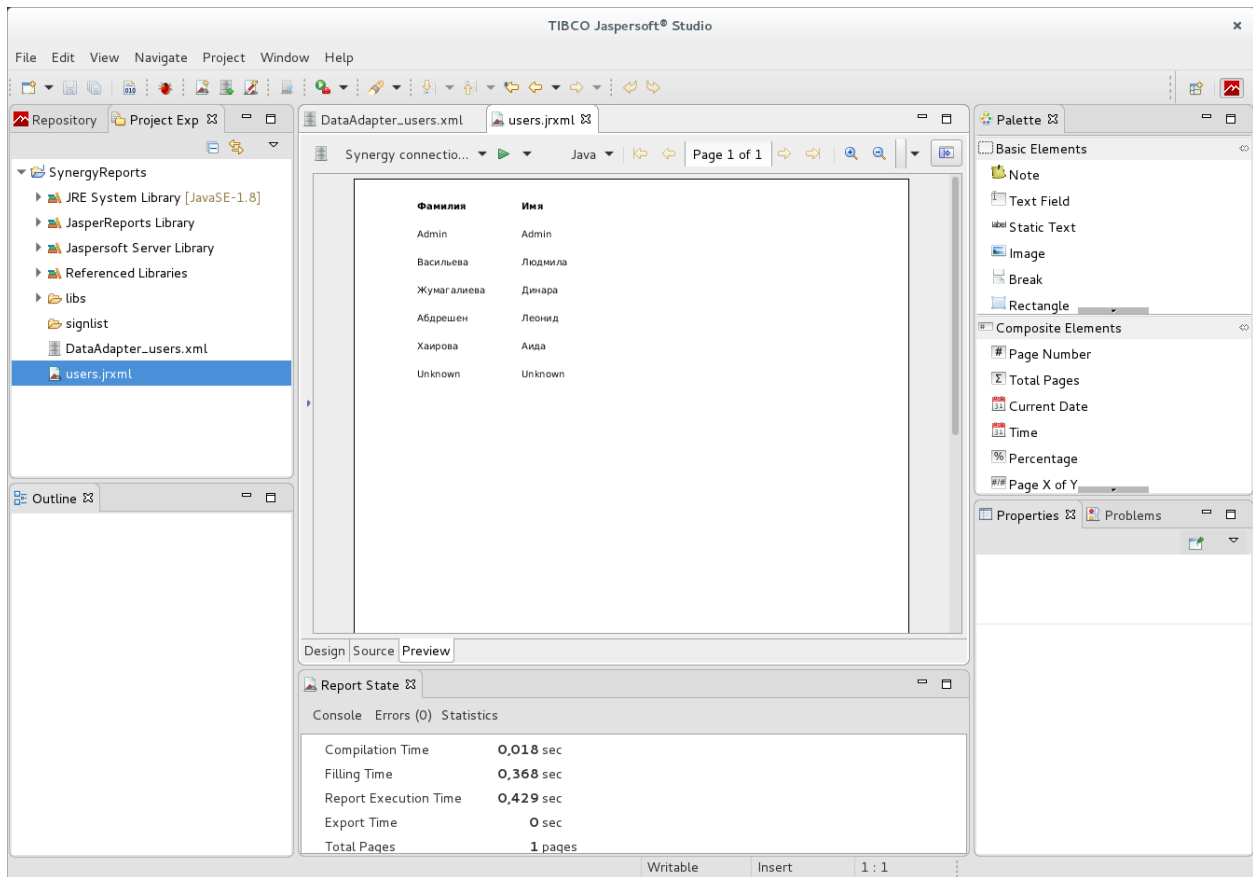 TIBCO Jaspersoft® Studio
File Edit View Navigate Project Window Help
Repository Project Exp
SynergyReports
JRE System Library [JavaSE-1.8]
JasperReports Library
Jaspersoft Server Library
Referenced Libraries
libs
signlist
DataAdapter_users.xml
users.jrxml
Outline
DataAdapter_users.xml users.jrxml
Synergy connectio... Java Page 1 of 1
Фамилия Имя
Admin Admin
Васильева Людмила
Жумагалиева Динара
Абдрешен Леонид
Хаирова Аида
Unknown Unknown
Design Source Preview
Report State
Console Errors (0) Statistics
Compilation Time 0,018 sec
Filling Time 0,368 sec
Report Execution Time 0,429 sec
Export Time 0 sec
Total Pages 1 pages
Palette
Basic Elements
Note
Text Field
label Static Text
Image
Break
Rectangle
Composite Elements
# Page Number
Σ Total Pages
31 Current Date
31 Time
% Percentage
#/# Page X of Y
Properties Problems
Writable Insert 1 : 1